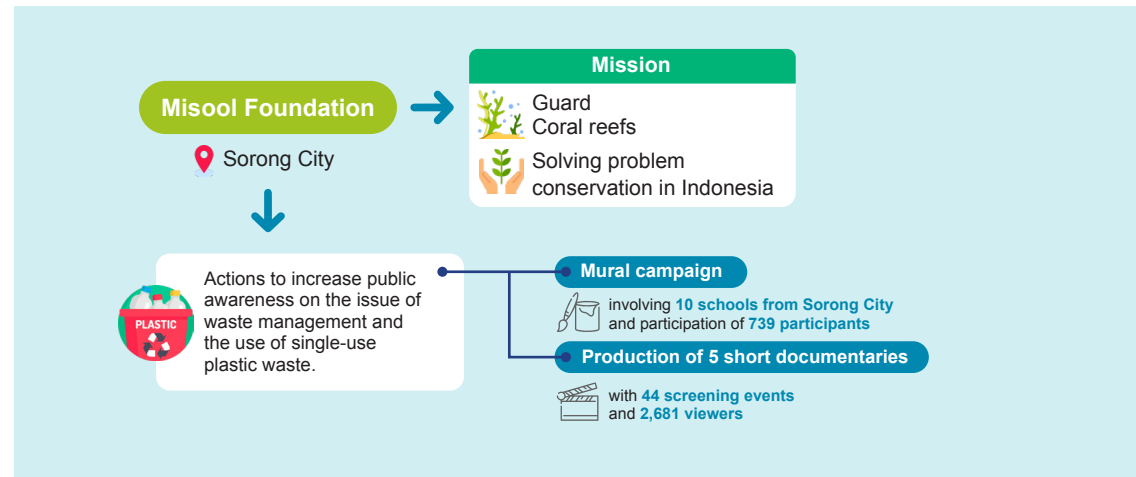 Misool Foundation
Sorong City
Mission
Guard
Coral reefs
Solving problem
conservation in Indonesia
PLASTIC
Actions to increase public
awareness on the issue of
waste management and
the use of single-use
plastic waste.
Mural campaign
involving 10 schools from Sorong City
and participation of 739 participants
Production of 5 short documentaries
with 44 screening events
and 2,681 viewers